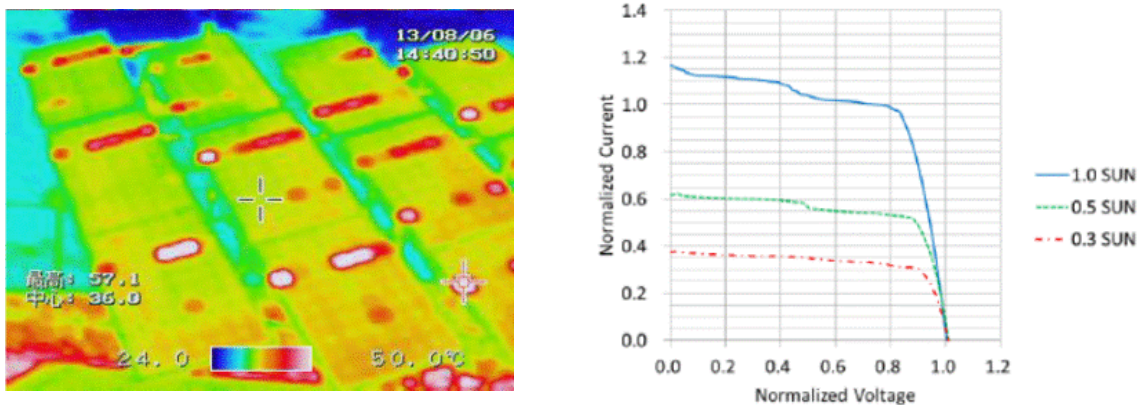 13/08/06
14:40:50
最高: 57.1
中心: 36.0
24.0 50.0℃
Normalized Current
1.4
1.2
1.0
0.8
0.6
0.4
0.2
0.0
0.0 0.2 0.4 0.6 0.8 1.0 1.2
Normalized Voltage
1.0 SUN
0.5 SUN
0.3 SUN